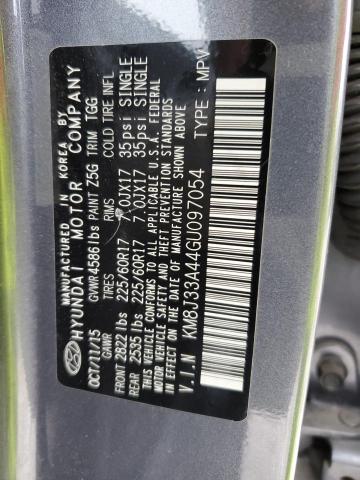 MANUFACTURED IN KOREA BY
HYUNDAI MOTOR COMPANY
OCT/11/15 GVWR 4586 lbs PAINT Z5G TRIM TGG
GAWR TIRES RIMS COLD TIRE INFL
FRONT 2622 lbs 225/60R17 7.0JX17 35psi SINGLE
REAR 2535 lbs 225/60R17 7.0JX17 35psi SINGLE
THIS VEHICLE CONFORMS TO ALL APPLICABLE U.S.A. FEDERAL
MOTOR VEHICLE SAFETY, BUMPER, AND THEFT PREVENTION
STANDARDS IN EFFECT ON THE DATE OF MANUFACTURE SHOWN ABOVE.
V.I.N KM8J33A44GU097054 TYPE : MPV